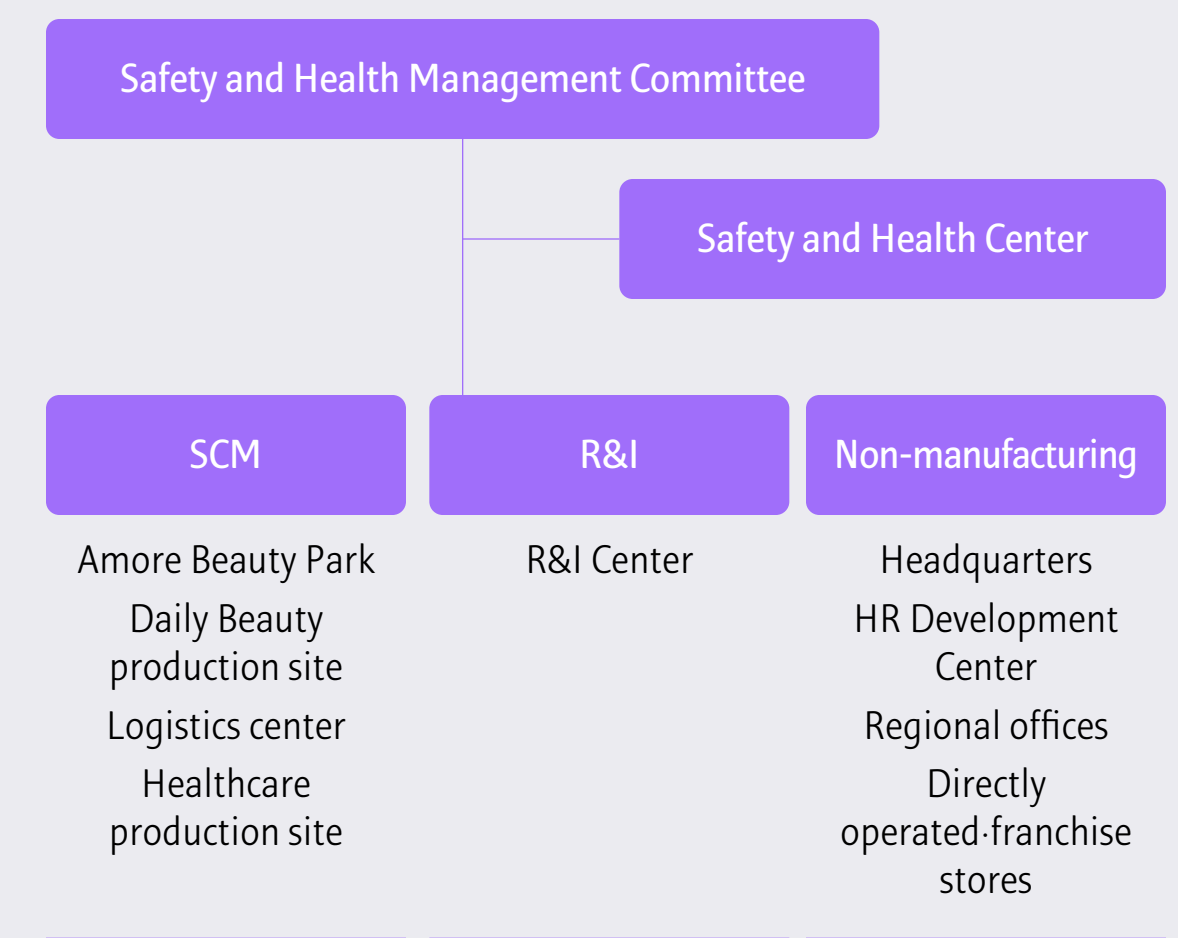 Safety and Health Management Committee
Safety and Health Center
SCM
Amore Beauty Park
Daily Beauty
production site
Logistics center
Healthcare
production site
R&I
R&I Center
Non-manufacturing
Headquarters
HR Development
Center
Regional offices
Directly
operated·franchise
stores